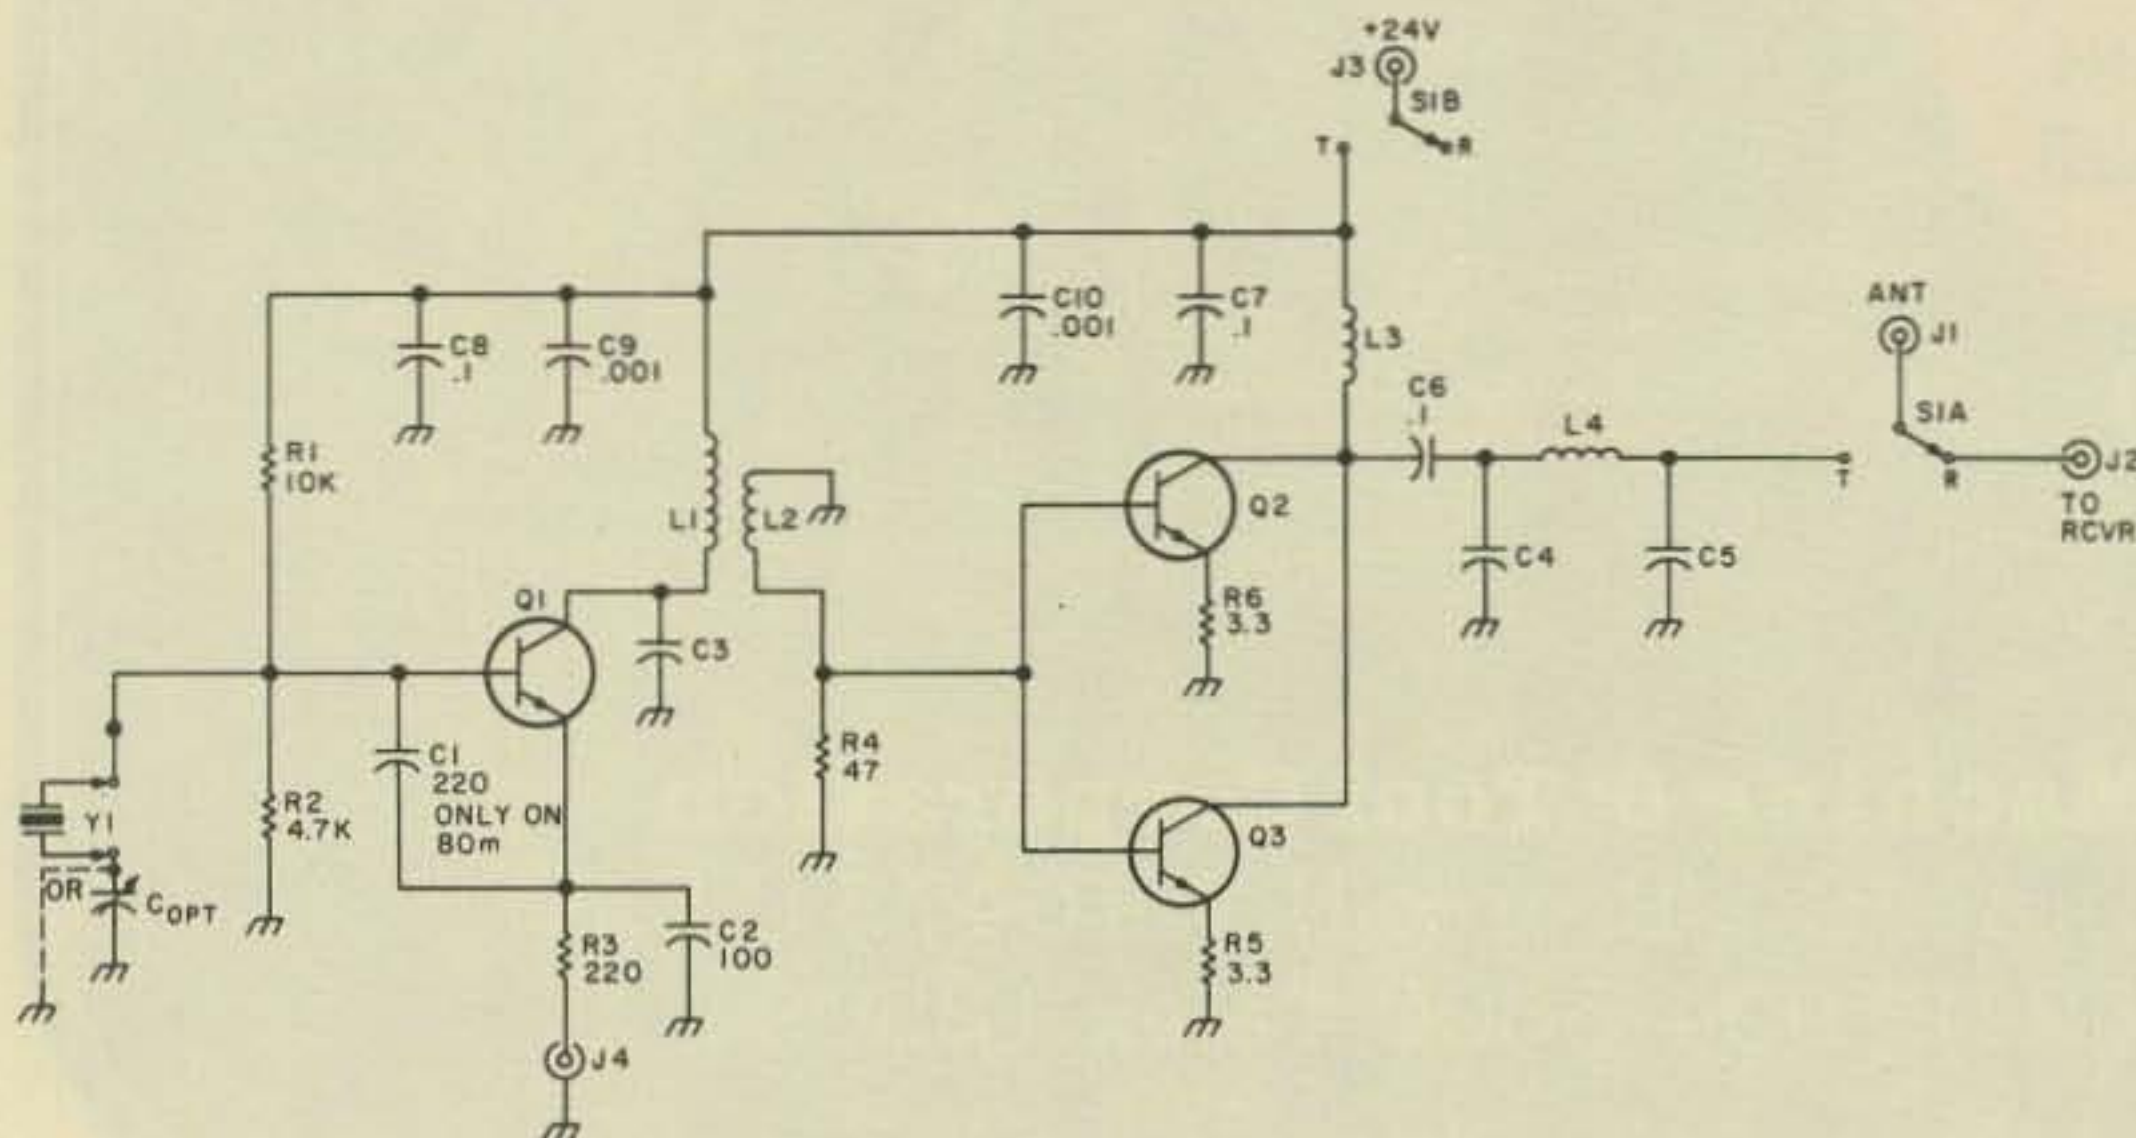 +24V
J3
S1B
T
R
C10
.001
C7
.1
L3
C8
.1
C9
.001
ANT
J1
S1A
C6
.1
L4
T
R
J2
TO
RCVR
R1
10K
L1
L2
Q2
C4
C5
Q1
C3
R6
3.3
C1
220
ONLY ON
80m
R4
47
Y1
R2
4.7K
Q3
OR
COPT
R3
220
C2
100
R5
3.3
J4